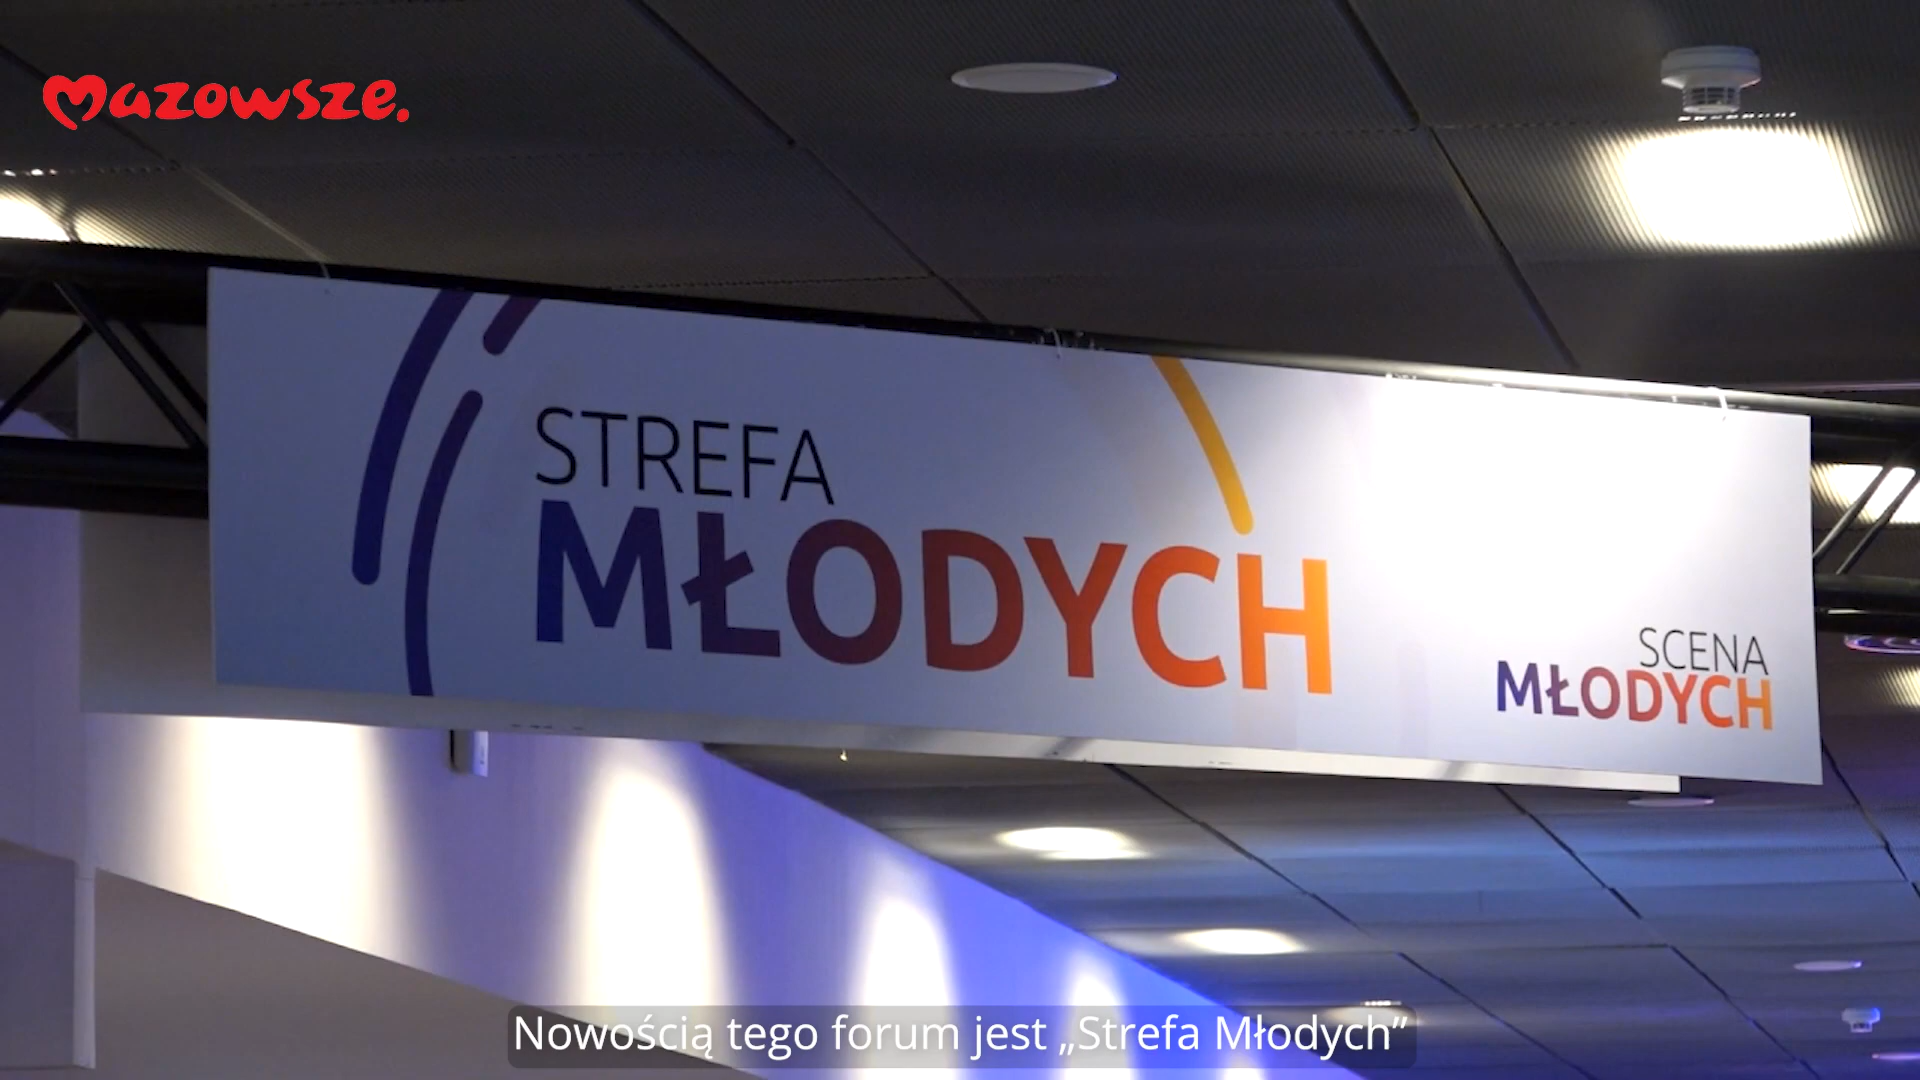 Mazowsze.
STREFA
MŁODYCH
SCENA
MŁODYCH
Nowością tego forum jest „Strefa Młodych”